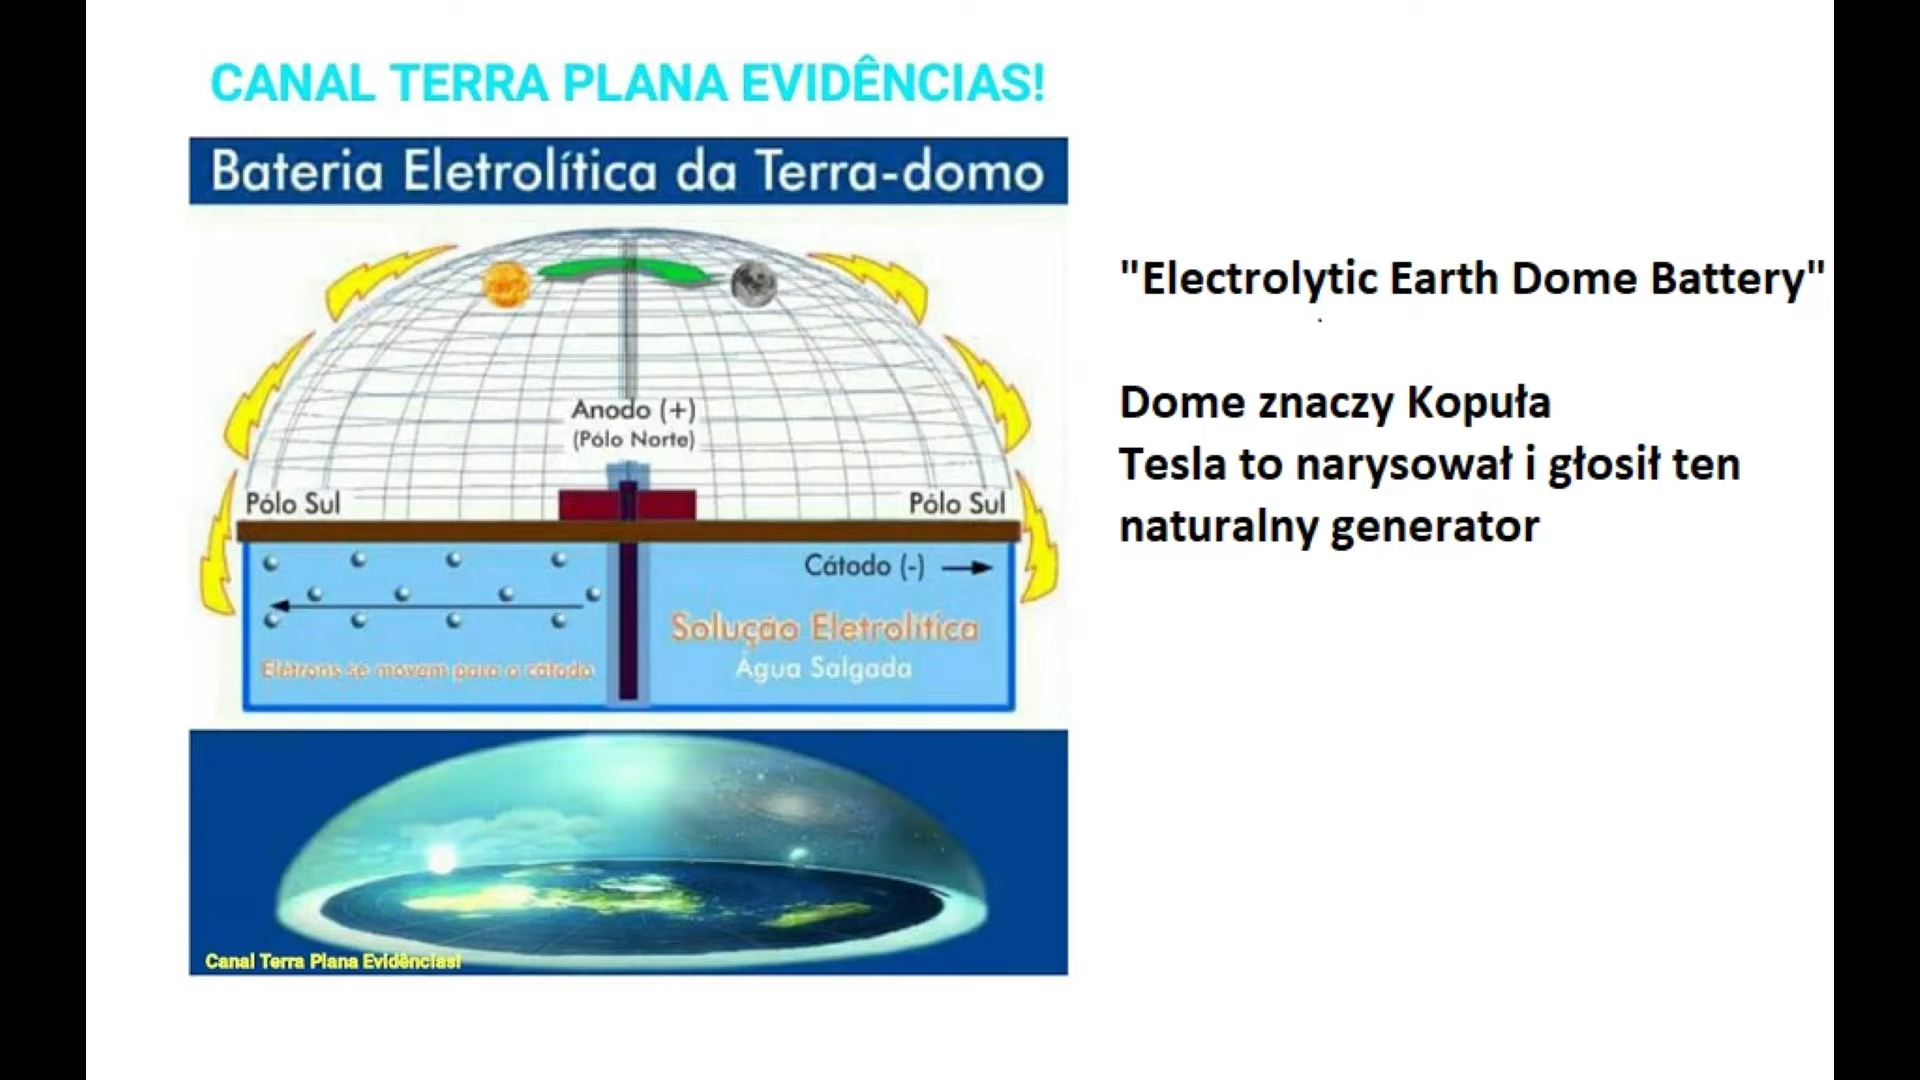 CANAL TERRA PLANA EVIDÊNCIAS!
Bateria Eletrolítica da Terra-domo
Anodo (+)
(Pólo Norte)
Pólo Sul
Pólo Sul
Cátodo (-)
Solução Eletrolítica
Água Salgada
Elétrons se movem para o cátodo
Canal Terra Plana Evidências!
"Electrolytic Earth Dome Battery"
Dome znaczy Kopuła
Tesla to narysował i głosił ten
naturalny generator